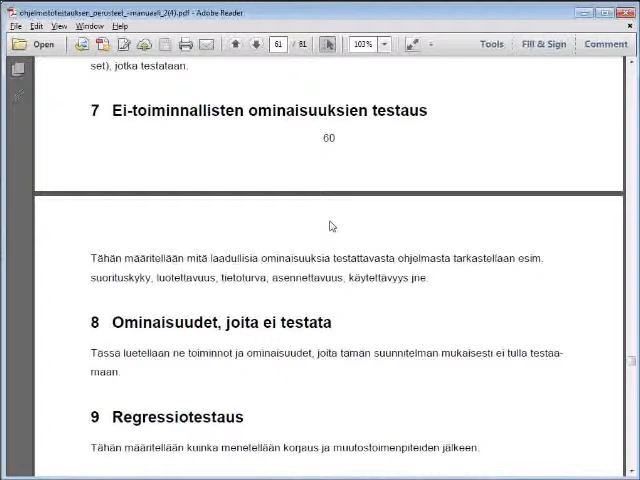 ohjelmistotestauksen_perusteet_-manuaali_2(4).pdf - Adobe Reader
File Edit View Window Help
Open 61 / 81 103% Tools Fill & Sign Comment
set), jotka testataan.
7 Ei-toiminnallisten ominaisuuksien testaus
60
Tähän määritellään mitä laadullisia ominaisuuksia testattavasta ohjelmasta tarkastellaan esim.
suorituskyky, luotettavuus, tietoturva, asennettavuus, käytettävyys jne.
8 Ominaisuudet, joita ei testata
Tässä luetellaan ne toiminnot ja ominaisuudet, joita tämän suunnitelman mukaisesti ei tulla testaa-
maan.
9 Regressiotestaus
Tähän määritellään kuinka menetellään korjaus ja muutostoimenpiteiden jälkeen.